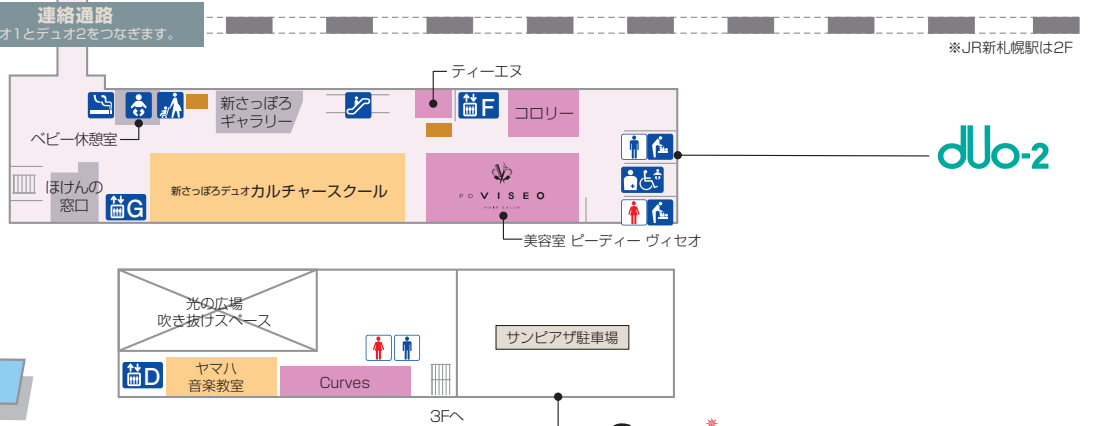 連絡通路
オ1とデュオ2をつなぎます。
※JR新札幌駅は2F
ティーエヌ
新さっぽろ
ギャラリー
F
コロリー
ベビー休憩室
duo-2
ほけんの
窓口
G
新さっぽろデュオカルチャースクール
PD VISEO
HAIR SALON
美容室 ピーディー ヴィセオ
光の広場
吹き抜けスペース
サンピアザ駐車場
D
ヤマハ
音楽教室
Curves
3Fへ